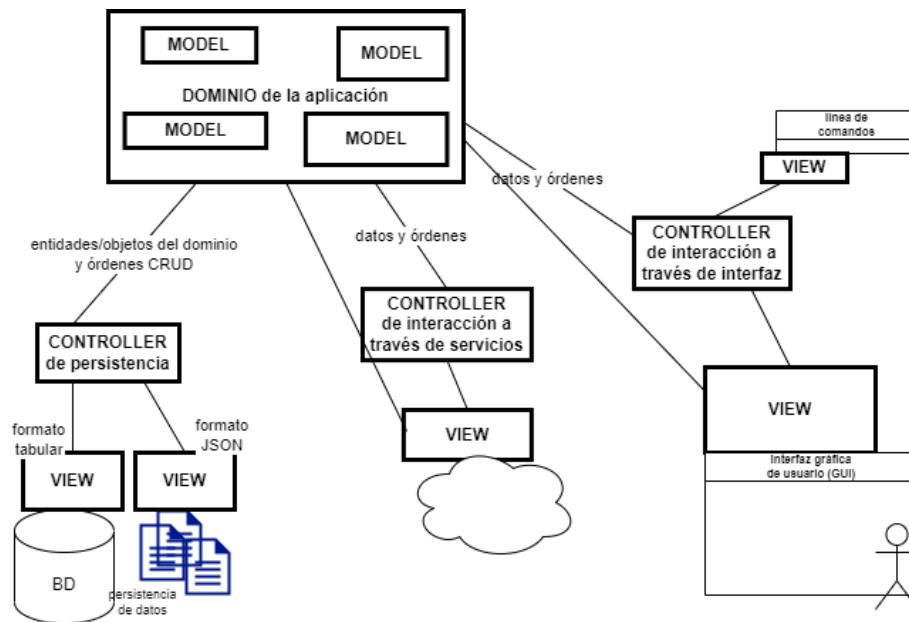 MODEL
MODEL
DOMINIO de la aplicación
MODEL
MODEL
línea de
comandos
VIEW
datos y órdenes
entidades/objetos del dominio
y órdenes CRUD
datos y órdenes
CONTROLLER
de interacción a
través de interfaz
CONTROLLER
de interacción a
través de servicios
CONTROLLER
de persistencia
formato
tabular
formato
JSON
VIEW
VIEW
VIEW
VIEW
Interfaz gráfica
de usuario (GUI)
BD
persistencia
de datos